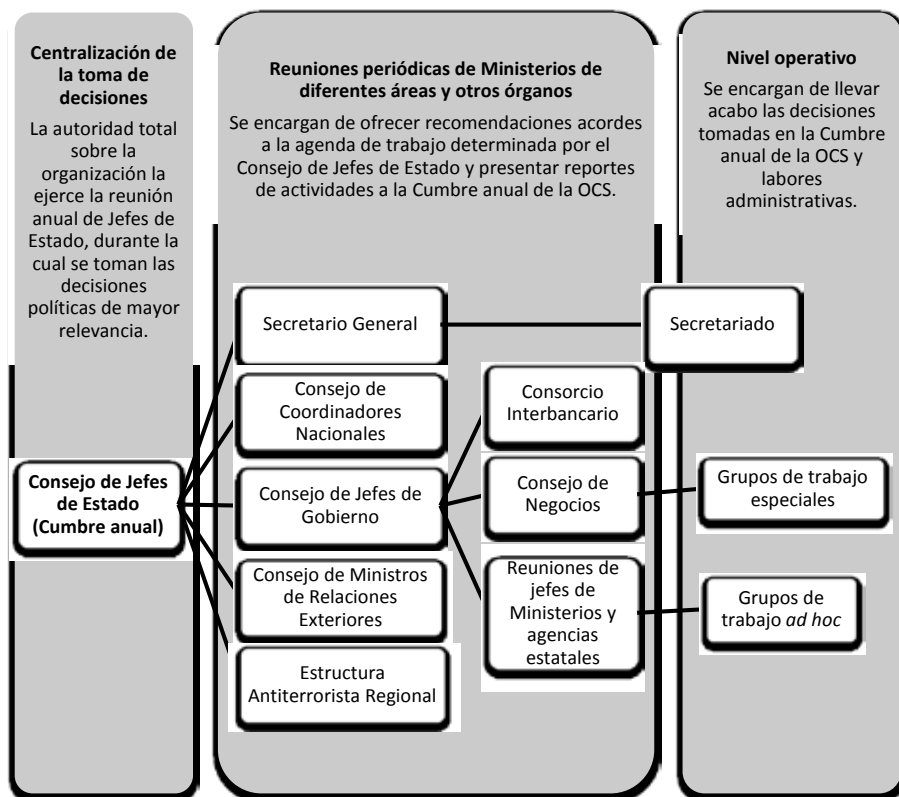 Centralización de
la toma de
decisiones
La autoridad total
sobre la
organización la
ejerce la reunión
anual de Jefes de
Estado, durante la
cual se toman las
decisiones
políticas de mayor
relevancia.
Consejo de Jefes
de Estado
(Cumbre anual)
Reuniones periódicas de Ministerios de
diferentes áreas y otros órganos
Se encargan de ofrecer recomendaciones acordes
a la agenda de trabajo determinada por el
Consejo de Jefes de Estado y presentar reportes
de actividades a la Cumbre anual de la OCS.
Secretario General
Consejo de
Coordinadores
Nacionales
Consejo de Jefes de
Gobierno
Consejo de Ministros
de Relaciones
Exteriores
Estructura
Antiterrorista Regional
Consorcio
Interbancario
Consejo de
Negocios
Reuniones de
jefes de
Ministerios y
agencias
estatales
Nivel operativo
Se encargan de llevar
acabo las decisiones
tomadas en la Cumbre
anual de la OCS y
labores
administrativas.
Secretariado
Grupos de trabajo
especiales
Grupos de
trabajo ad hoc